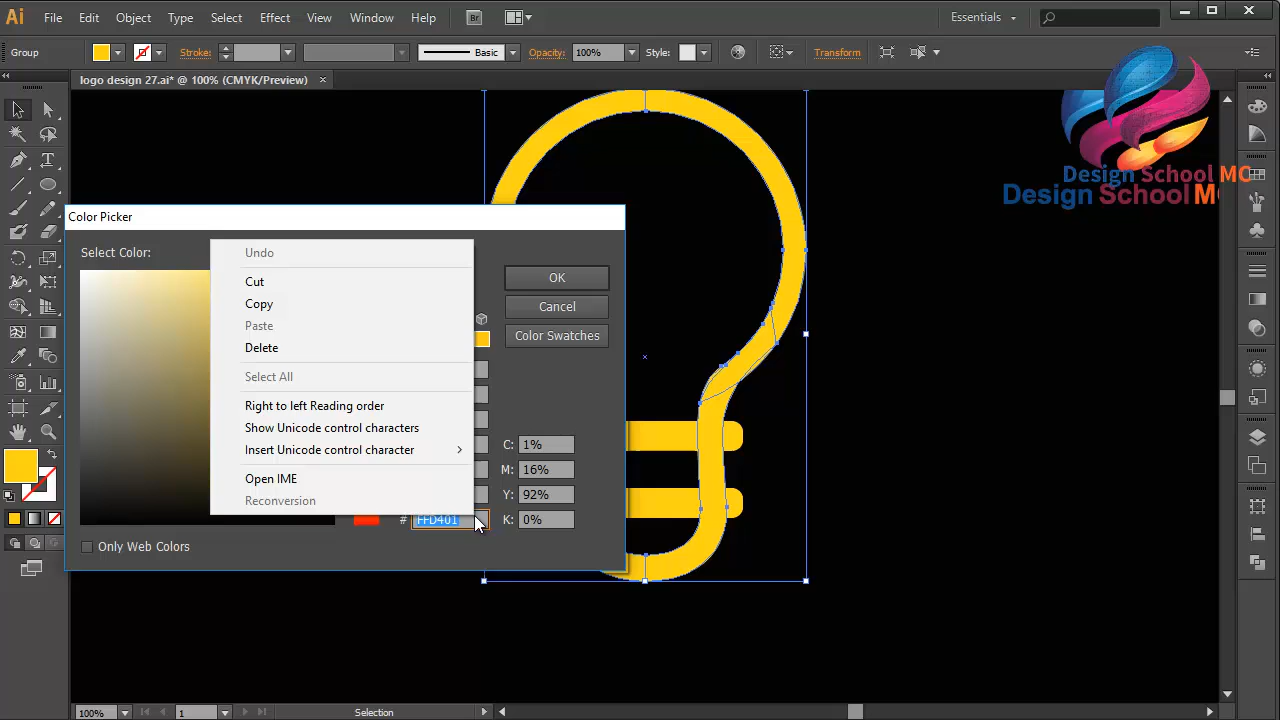 Ai File Edit Object Type Select Effect View Window Help Br Essentials
Group Stroke: Basic Opacity: 100% Style: Transform
logo design 27.ai* @ 100% (CMYK/Preview) ×
Design School MC
Design School MC
Color Picker
Select Color:
Undo
Cut
Copy
Paste
Delete
Select All
Right to left Reading order
Show Unicode control characters
Insert Unicode control character
Open IME
Reconversion
OK
Cancel
Color Swatches
C: 1%
M: 16%
Y: 92%
# FFD401 K: 0%
Only Web Colors
100% 1 Selection